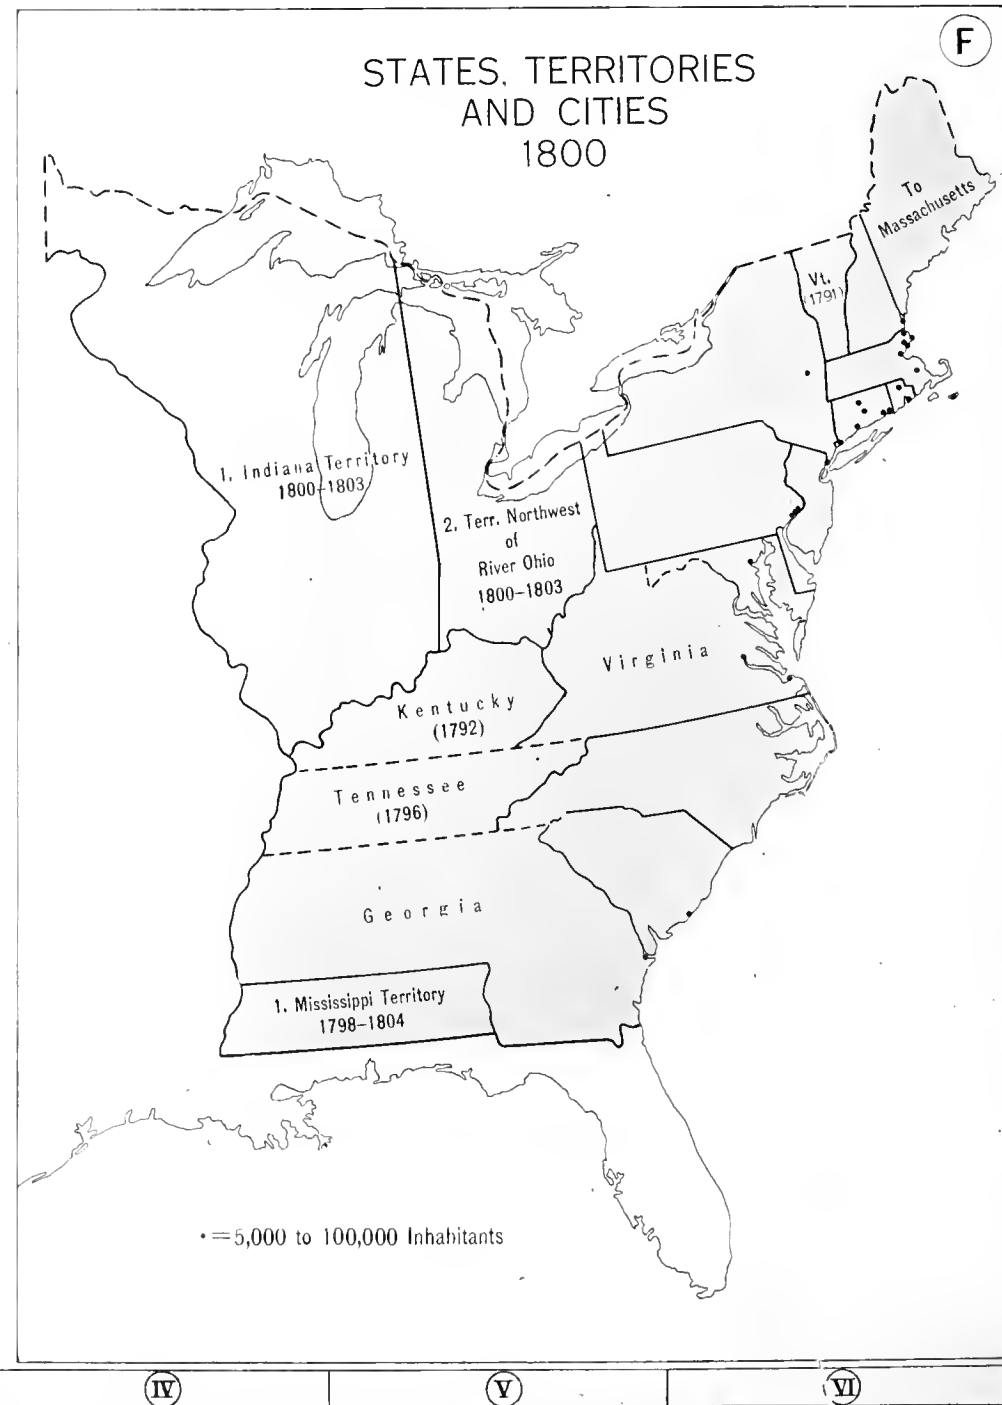 F
STATES, TERRITORIES
AND CITIES
1800
To
Massachusetts
Vt.
(1791)
1. Indiana Territory
1800-1803
2. Terr. Northwest
of
River Ohio
1800-1803
Virginia
Kentucky
(1792)
Tennessee
(1796)
Georgia
1. Mississippi Territory
1798-1804
• = 5,000 to 100,000 Inhabitants
IV
V
VI